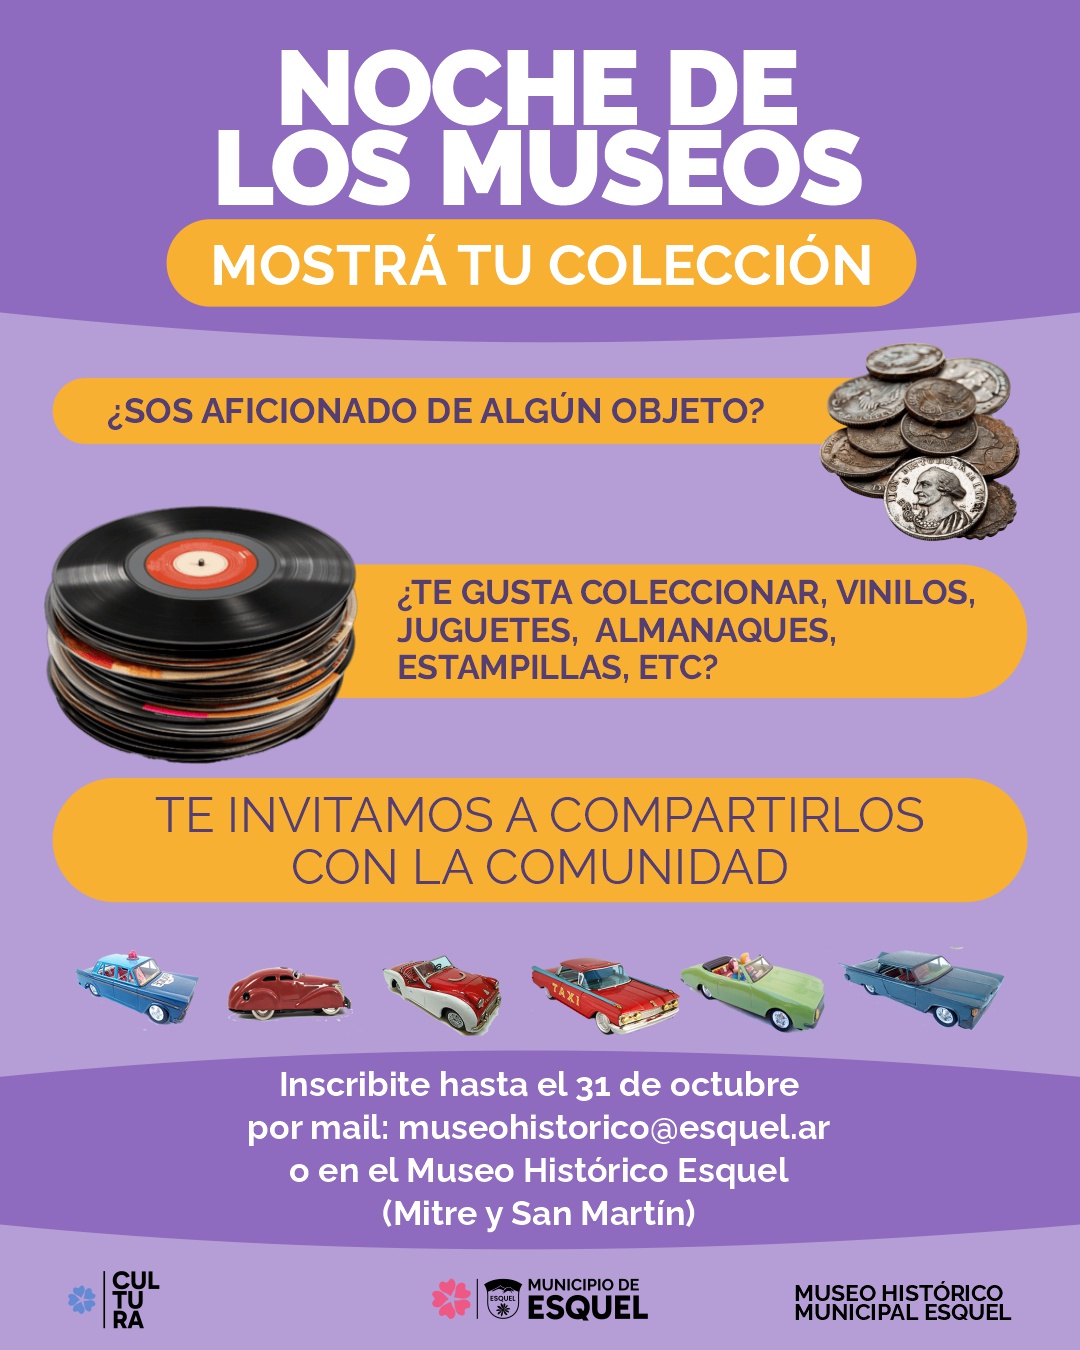 NOCHE DE
LOS MUSEOS
MOSTRÁ TU COLECCIÓN
¿SOS AFICIONADO DE ALGÚN OBJETO?
¿TE GUSTA COLECCIONAR, VINILOS,
JUGUETES, ALMANAQUES,
ESTAMPILLAS, ETC?
TE INVITAMOS A COMPARTIRLOS
CON LA COMUNIDAD
TAXI
Inscribite hasta el 31 de octubre
por mail: museohistorico@esquel.ar
o en el Museo Histórico Esquel
(Mitre y San Martín)
CUL
TU
RA
ESQUEL
MUNICIPIO DE
ESQUEL
MUSEO HISTÓRICO
MUNICIPAL ESQUEL